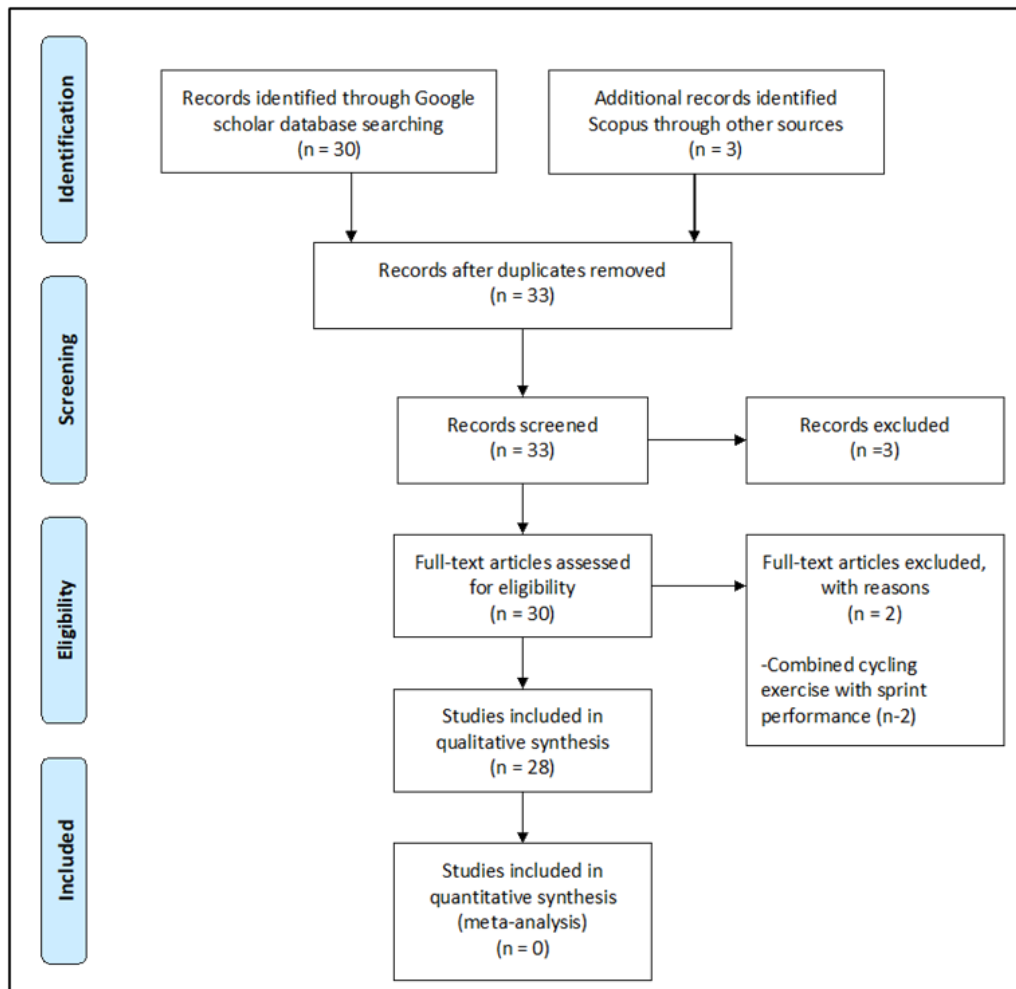 Identification
Records identified through Google
scholar database searching
(n = 30)
Additional records identified
Scopus through other sources
(n = 3)
Records after duplicates removed
(n = 33)
Screening
Records screened
(n = 33)
Records excluded
(n =3)
Eligibility
Full-text articles assessed
for eligibility
(n = 30)
Full-text articles excluded,
with reasons
(n = 2)
-Combined cycling
exercise with sprint
performance (n-2)
Studies included in
qualitative synthesis
(n = 28)
Included
Studies included in
quantitative synthesis
(meta-analysis)
(n = 0)